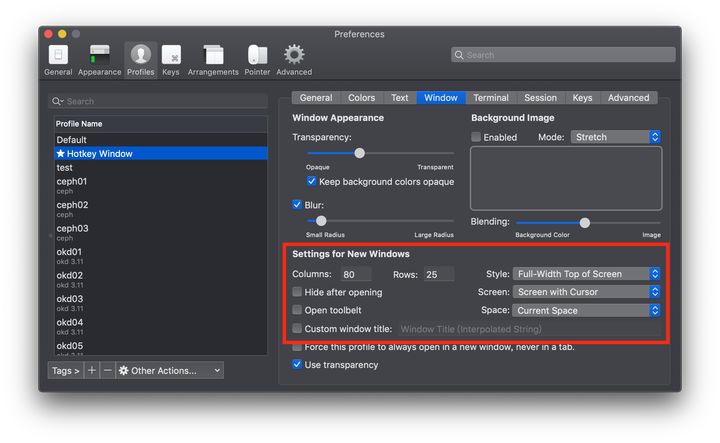 Preferences
General Appearance Profiles Keys Arrangements Pointer Advanced
Search
Search
Profile Name
Default
★ Hotkey Window
test
ceph01
ceph
ceph02
ceph
ceph03
ceph
okd01
okd 3.11
okd02
okd 3.11
okd03
okd 3.11
okd04
okd 3.11
okd05
okd 3.11
Tags > + − Other Actions...
General Colors Text Window Terminal Session Keys Advanced
Window Appearance
Transparency:
Opaque Transparent
Keep background colors opaque
Blur:
Small Radius Large Radius
Background Image
Enabled Mode: Stretch
Blending:
Background Color Image
Settings for New Windows
Columns: 80 Rows: 25 Style: Full-Width Top of Screen
Hide after opening Screen: Screen with Cursor
Open toolbelt Space: Current Space
Custom window title: Window Title (Interpolated String)
Force this profile to always open in a new window, never in a tab.
Use transparency